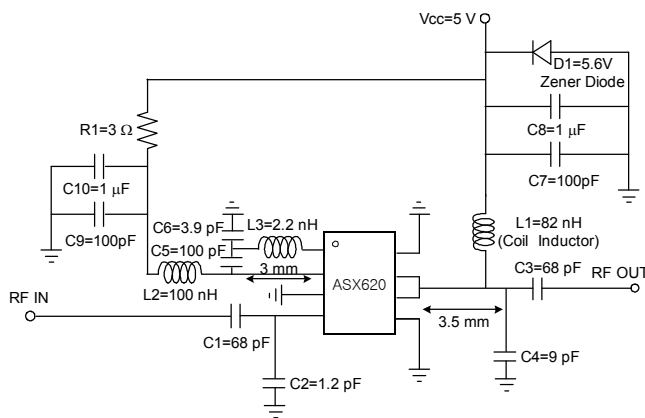 Vcc=5 V
D1=5.6V
Zener Diode
R1=3 Ω
C8=1 μF
C10=1 μF
C7=100pF
C9=100pF
C6=3.9 pF
L3=2.2 nH
L1=82 nH
(Coil Inductor)
C5=100 pF
3 mm
ASX620
C3=68 pF
RF OUT
L2=100 nH
RF IN
3.5 mm
C1=68 pF
C4=9 pF
C2=1.2 pF